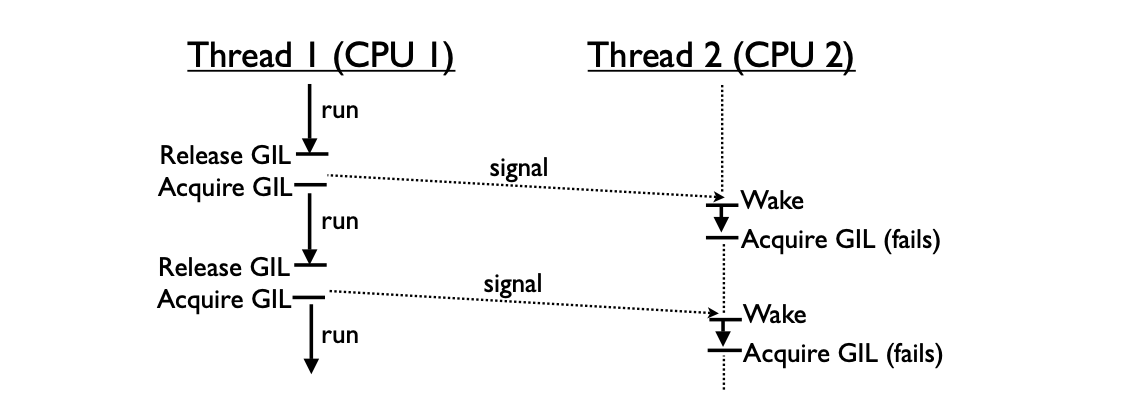 Thread 1 (CPU 1)
Thread 2 (CPU 2)
run
Release GIL
signal
Acquire GIL
Wake
run
Acquire GIL (fails)
Release GIL
signal
Acquire GIL
Wake
run
Acquire GIL (fails)